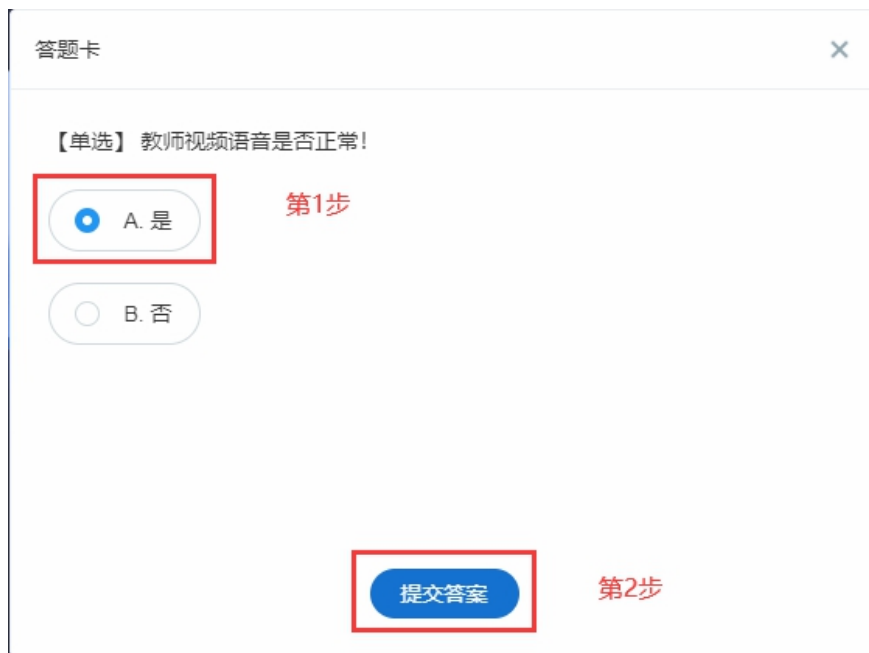 答题卡
【单选】 教师视频语音是否正常！
A. 是
第1步
B. 否
提交答案
第2步